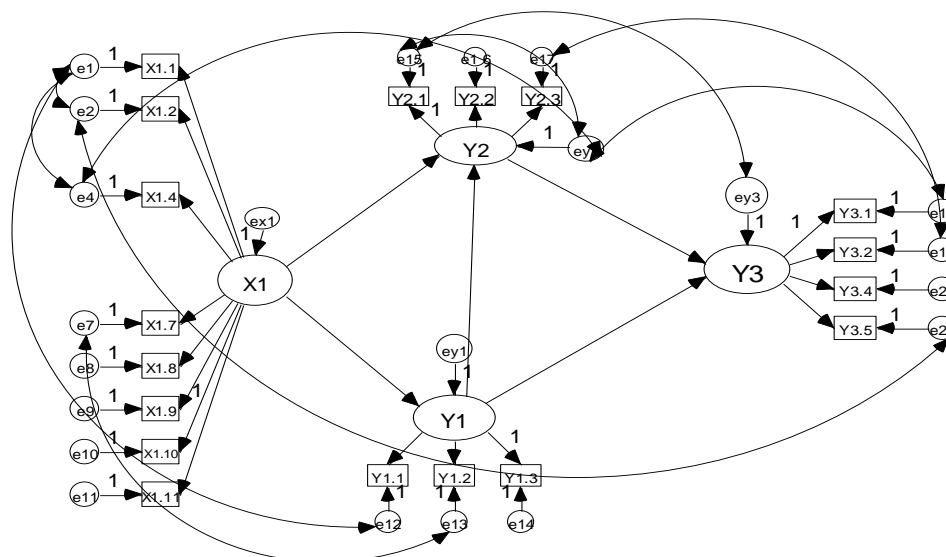 e15 e16 e17
1 1 1
Y2.1 Y2.2 Y2.3
1
Y2
1
e1 1 X1.1
e2 1 X1.2
e4 1 X1.4
ex1
1
X1
e7 1 X1.7
e8 1 X1.8
e9 1 X1.9 1
e10 1 X1.10
e11 1 X1.11
ey3
1
Y3
1 Y3.1 1
Y3.2 1
Y3.4 1
Y3.5 1
ey1
1
Y1
1
Y1.1 Y1.2 Y1.3
1 1 1
e12 e13 e14